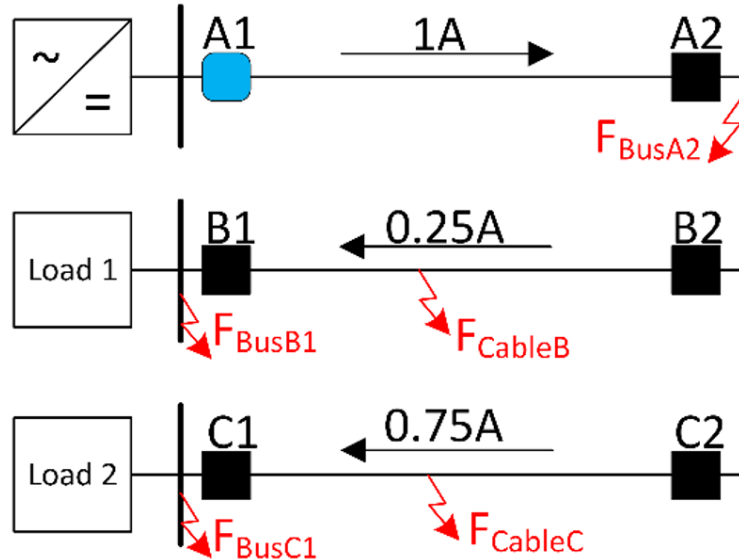 A1 1A A2
~
=
F_BusA2
B1 0.25A B2
Load 1
F_BusB1 F_CableB
C1 0.75A C2
Load 2
F_BusC1 F_CableC